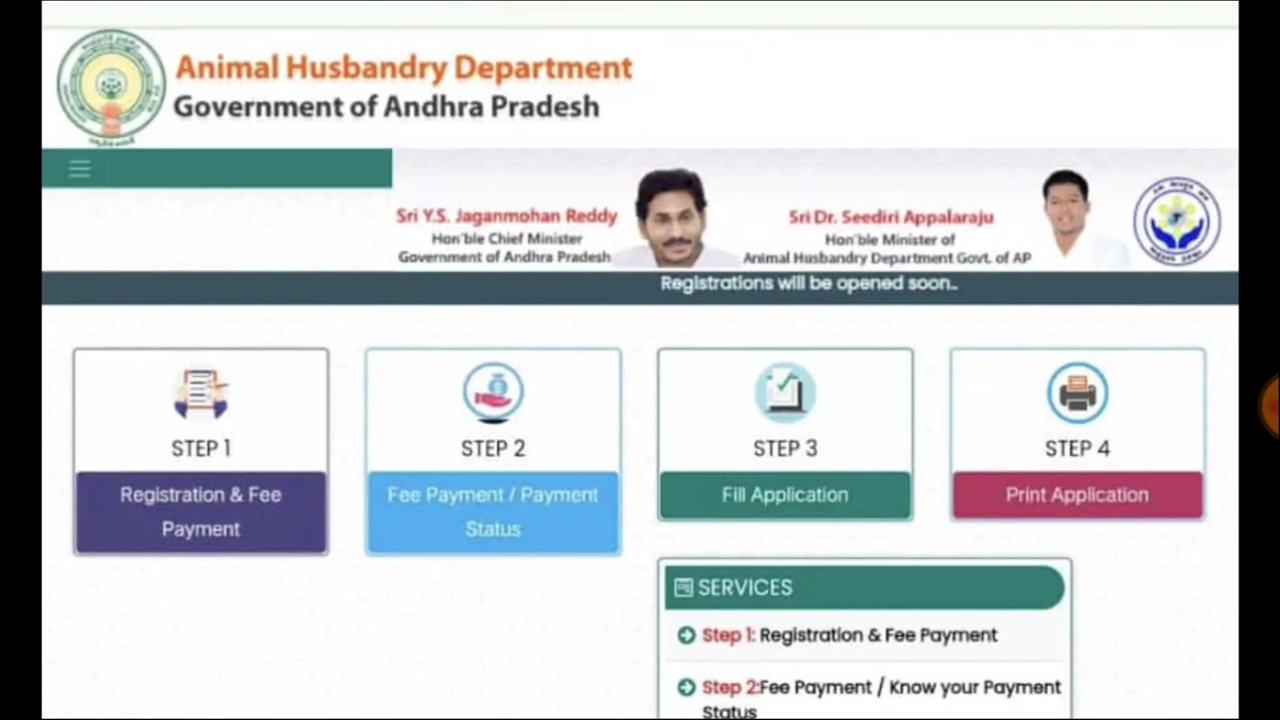 Animal Husbandry Department
Government of Andhra Pradesh
Sri Y.S. Jaganmohan Reddy
Hon'ble Chief Minister
Government of Andhra Pradesh
Sri Dr. Seediri Appalaraju
Hon'ble Minister of
Animal Husbandry Department Govt. of AP
Registrations will be opened soon..
STEP 1
Registration & Fee
Payment
STEP 2
Fee Payment / Payment
Status
STEP 3
Fill Application
STEP 4
Print Application
SERVICES
Step 1: Registration & Fee Payment
Step 2:Fee Payment / Know your Payment
Status